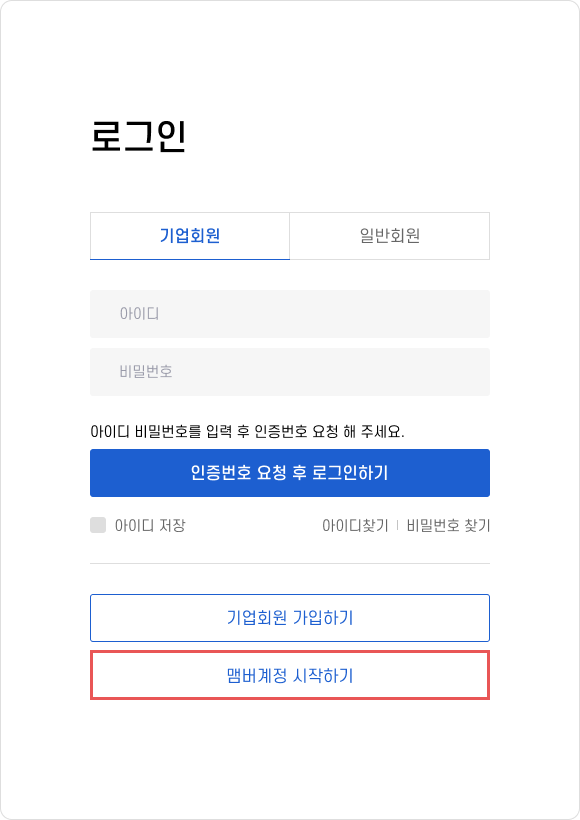 로그인
기업회원 일반회원
아이디
비밀번호
아이디 비밀번호를 입력 후 인증번호 요청 해 주세요.
인증번호 요청 후 로그인하기
아이디 저장 아이디찾기 | 비밀번호 찾기
기업회원 가입하기
맴버계정 시작하기